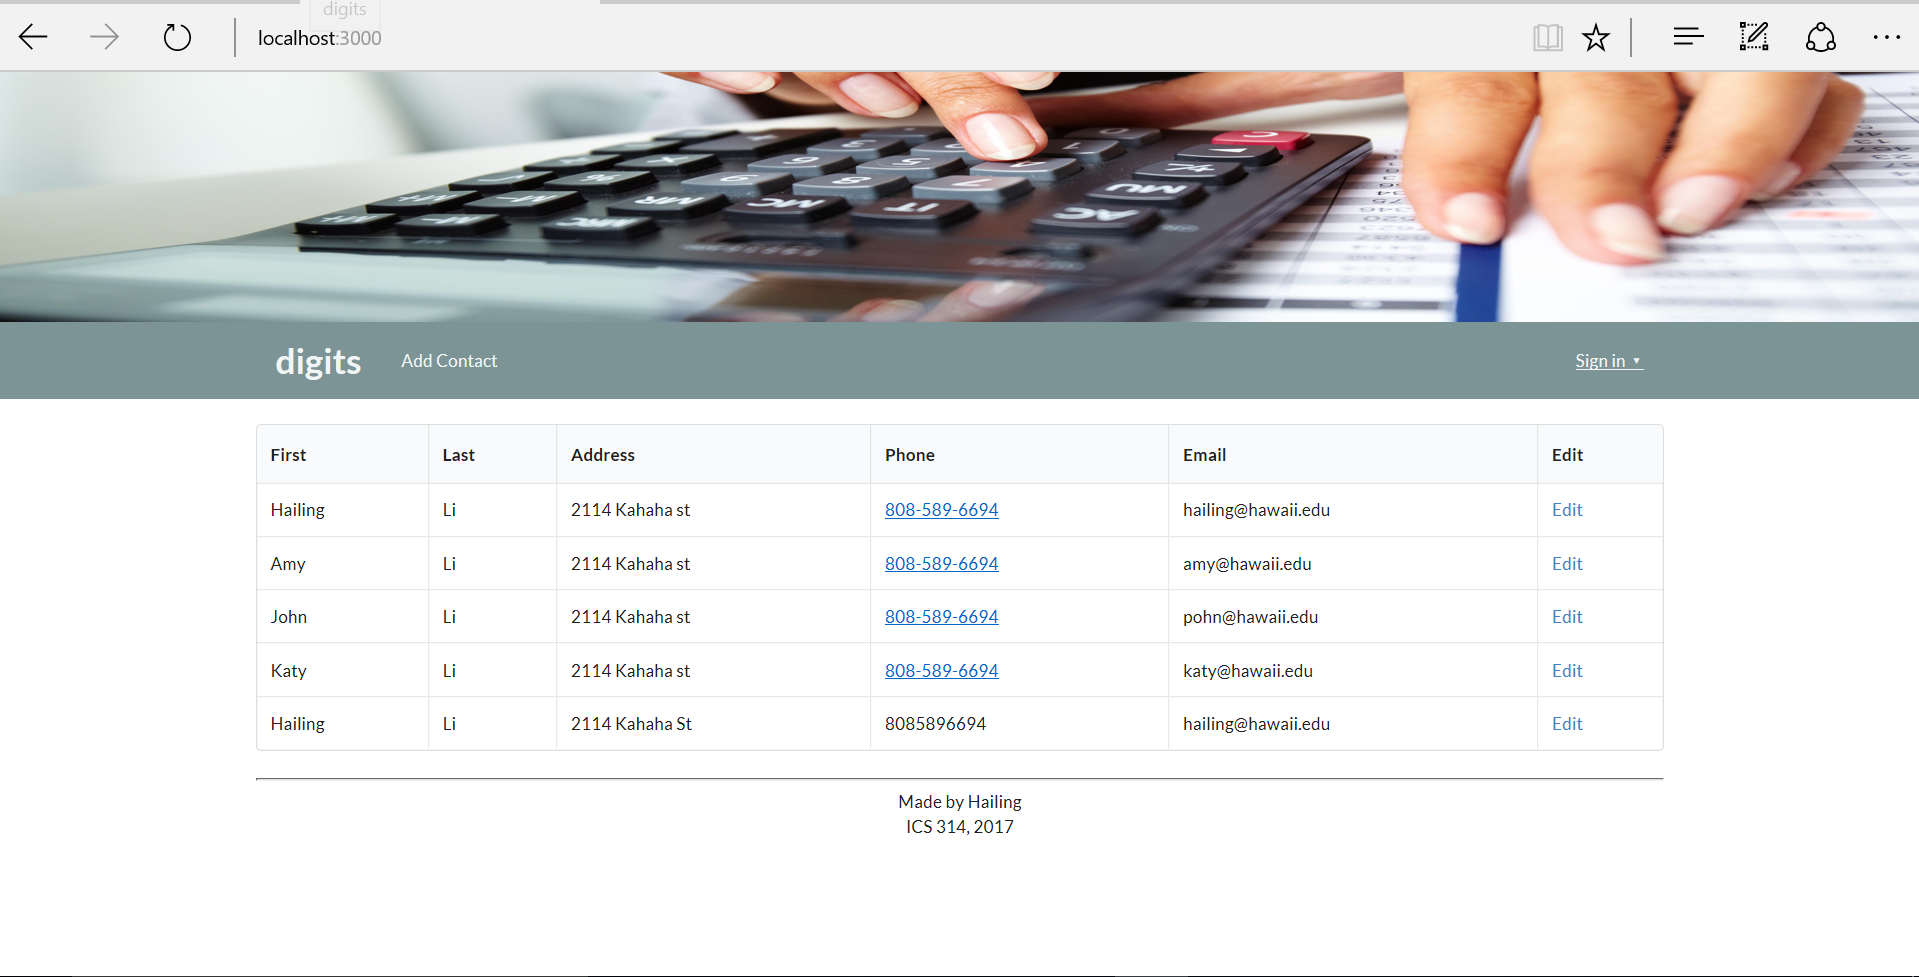 digits
localhost:3000
digits Add Contact Sign in
First Last Address Phone Email Edit
Hailing Li 2114 Kahaha st 808-589-6694 hailing@hawaii.edu Edit
Amy Li 2114 Kahaha st 808-589-6694 amy@hawaii.edu Edit
John Li 2114 Kahaha st 808-589-6694 pohn@hawaii.edu Edit
Katy Li 2114 Kahaha st 808-589-6694 katy@hawaii.edu Edit
Hailing Li 2114 Kahaha St 8085896694 hailing@hawaii.edu Edit
Made by Hailing
ICS 314, 2017